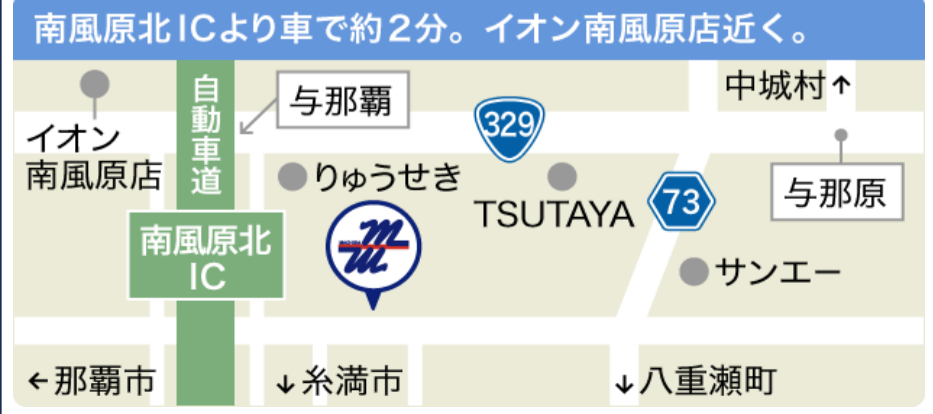 南風原北ICより車で約2分。イオン南風原店近く。
中城村↑
自動車道
与那覇
329
イオン
南風原店
りゅうせき
TSUTAYA
73
与那原
南風原北
IC
サンエー
←那覇市
↓糸満市
↓八重瀬町